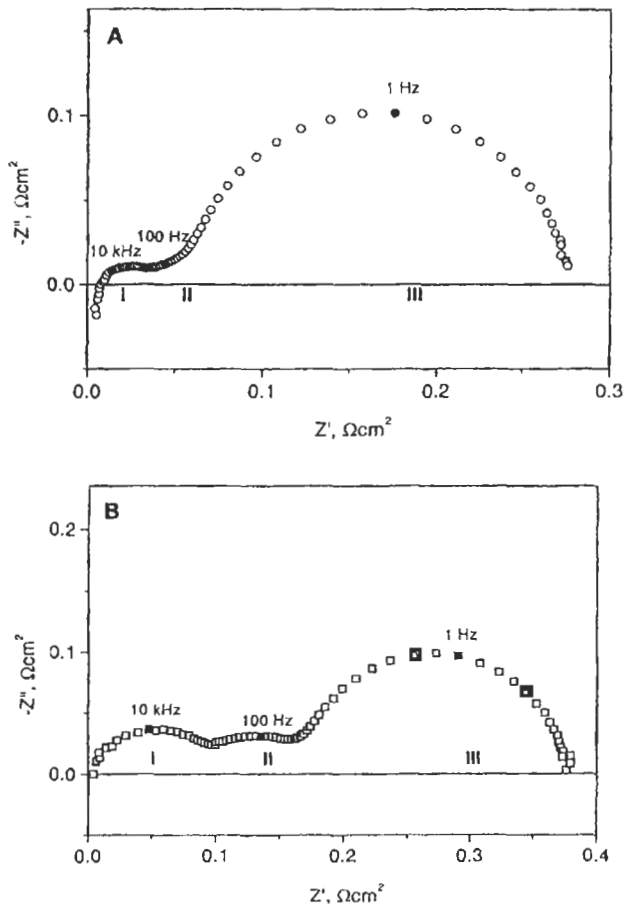 A
1 Hz
0.1
100 Hz
10 kHz
0.0
I II III
0.0 0.1 0.2 0.3
-Z", Ωcm²
Z', Ωcm²
B
0.2
1 Hz
0.1
10 kHz
100 Hz
I II III
0.0
0.0 0.1 0.2 0.3 0.4
-Z", Ωcm²
Z', Ωcm²